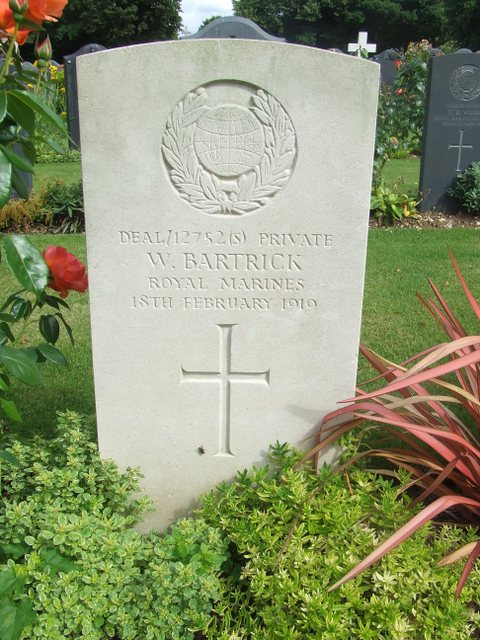 DEAL/12752(S) PRIVATE
W. BARTRICK
ROYAL MARINES
18TH FEBRUARY 1919